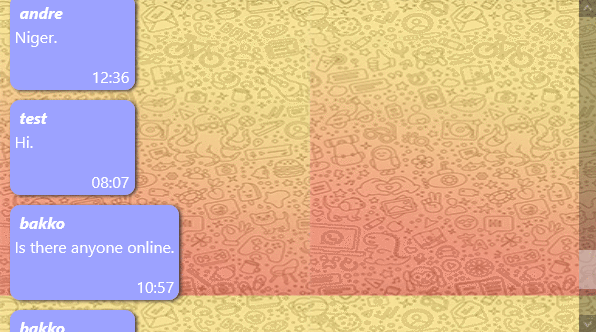 andre
Niger.
12:36
test
Hi.
08:07
bakko
Is there anyone online.
10:57
bakko